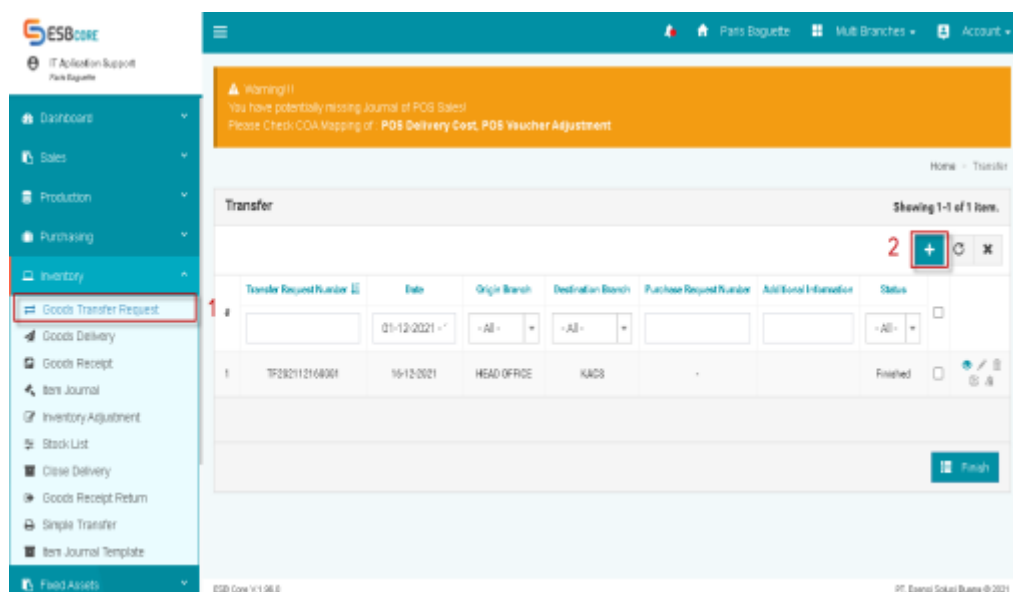 ESBCORE
IT Aplication Support
Paris Baguette
Dashboard
Sales
Production
Purchasing
Inventory
Goods Transfer Request
Goods Delivery
Goods Receipt
Item Journal
Inventory Adjustment
Stock List
Close Delivery
Goods Receipt Return
Simple Transfer
Item Journal Template
Fixed Assets
Paris Baguette
Multi Branches
Account
Warning!!!
You have potentially missing Journal of POS Sales!
Please Check COA Mapping of : POS Delivery Cost, POS Voucher Adjustment
Home - Transfer
Transfer
Showing 1-1 of 1 item.
1
2
+
# Transfer Request Number Date Origin Branch Destination Branch Purchase Request Number Additional Information Status
01-12-2021 - - All - - All - - All -
1 16-12-2021 HEAD OFFICE KACS - Finished
Finish
ESB Core V.1.98.0
PT. Esensi Solusi Buana © 2021